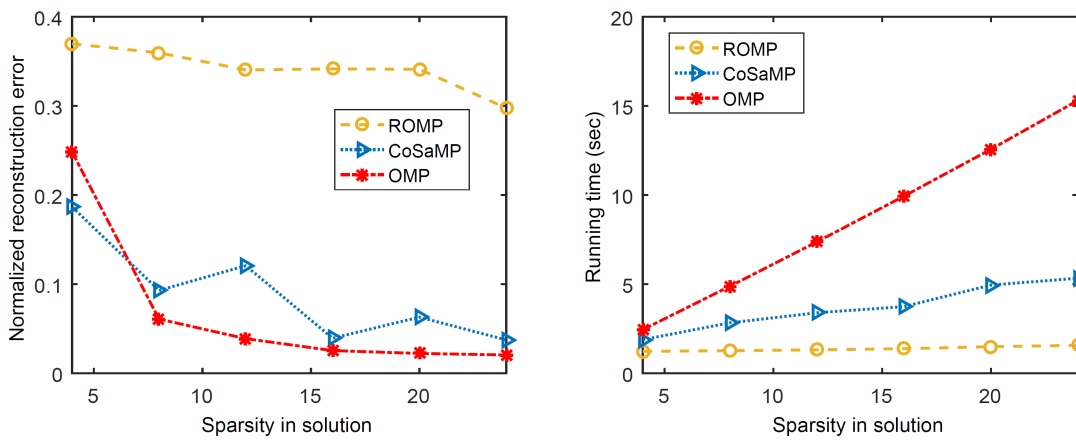 Normalized reconstruction error
0.4
0.3
0.2
0.1
0
ROMP
CoSaMP
OMP
5
10
15
20
Sparsity in solution
Running time (sec)
20
15
10
5
0
ROMP
CoSaMP
OMP
5
10
15
20
Sparsity in solution